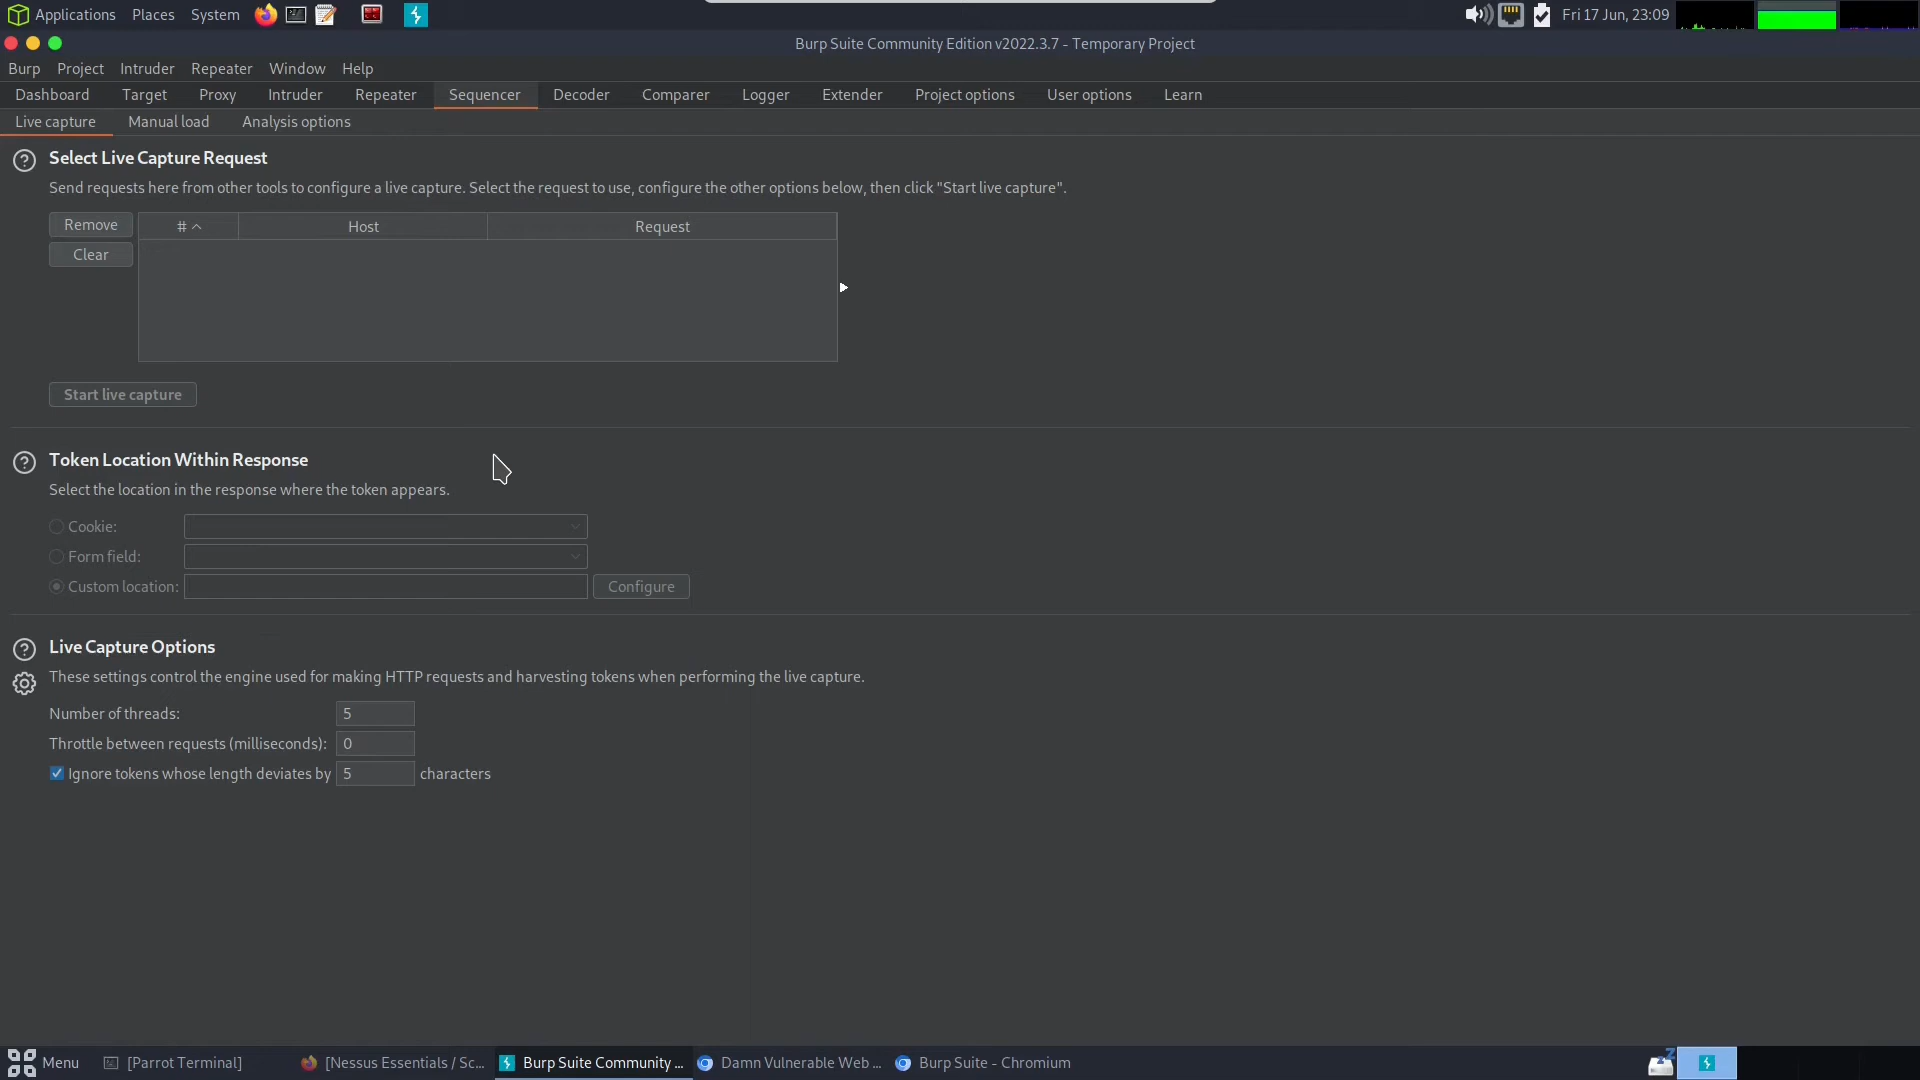 Applications Places System Fri 17 Jun, 23:09
Burp Suite Community Edition v2022.3.7 - Temporary Project
Burp Project Intruder Repeater Window Help
Dashboard Target Proxy Intruder Repeater Sequencer Decoder Comparer Logger Extender Project options User options Learn
Live capture Manual load Analysis options
? Select Live Capture Request
Send requests here from other tools to configure a live capture. Select the request to use, configure the other options below, then click "Start live capture".
Remove # Host Request
Clear
Start live capture
? Token Location Within Response
Select the location in the response where the token appears.
Cookie:
Form field:
Custom location: Configure
? Live Capture Options
These settings control the engine used for making HTTP requests and harvesting tokens when performing the live capture.
Number of threads: 5
Throttle between requests (milliseconds): 0
Ignore tokens whose length deviates by 5 characters
Menu [Parrot Terminal] [Nessus Essentials / Sc... Burp Suite Community ... Damn Vulnerable Web ... Burp Suite - Chromium